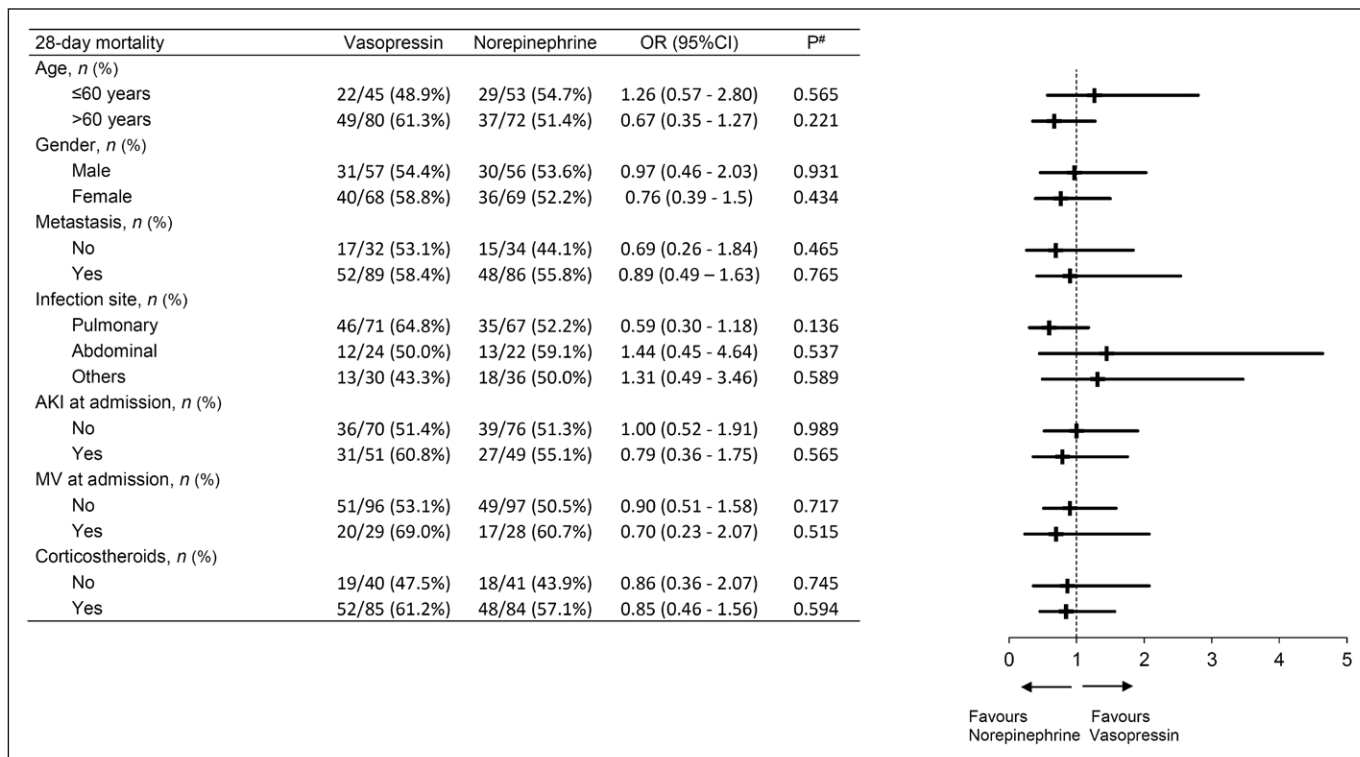 28-day mortality Vasopressin Norepinephrine OR (95%CI) P#
Age, n (%)
≤60 years 22/45 (48.9%) 29/53 (54.7%) 1.26 (0.57 - 2.80) 0.565
>60 years 49/80 (61.3%) 37/72 (51.4%) 0.67 (0.35 - 1.27) 0.221
Gender, n (%)
Male 31/57 (54.4%) 30/56 (53.6%) 0.97 (0.46 - 2.03) 0.931
Female 40/68 (58.8%) 36/69 (52.2%) 0.76 (0.39 - 1.5) 0.434
Metastasis, n (%)
No 17/32 (53.1%) 15/34 (44.1%) 0.69 (0.26 - 1.84) 0.465
Yes 52/89 (58.4%) 48/86 (55.8%) 0.89 (0.49 – 1.63) 0.765
Infection site, n (%)
Pulmonary 46/71 (64.8%) 35/67 (52.2%) 0.59 (0.30 - 1.18) 0.136
Abdominal 12/24 (50.0%) 13/22 (59.1%) 1.44 (0.45 - 4.64) 0.537
Others 13/30 (43.3%) 18/36 (50.0%) 1.31 (0.49 - 3.46) 0.589
AKI at admission, n (%)
No 36/70 (51.4%) 39/76 (51.3%) 1.00 (0.52 - 1.91) 0.989
Yes 31/51 (60.8%) 27/49 (55.1%) 0.79 (0.36 - 1.75) 0.565
MV at admission, n (%)
No 51/96 (53.1%) 49/97 (50.5%) 0.90 (0.51 - 1.58) 0.717
Yes 20/29 (69.0%) 17/28 (60.7%) 0.70 (0.23 - 2.07) 0.515
Corticostheroids, n (%)
No 19/40 (47.5%) 18/41 (43.9%) 0.86 (0.36 - 2.07) 0.745
Yes 52/85 (61.2%) 48/84 (57.1%) 0.85 (0.46 - 1.56) 0.594
0 1 2 3 4 5
Favours Favours
Norepinephrine Vasopressin